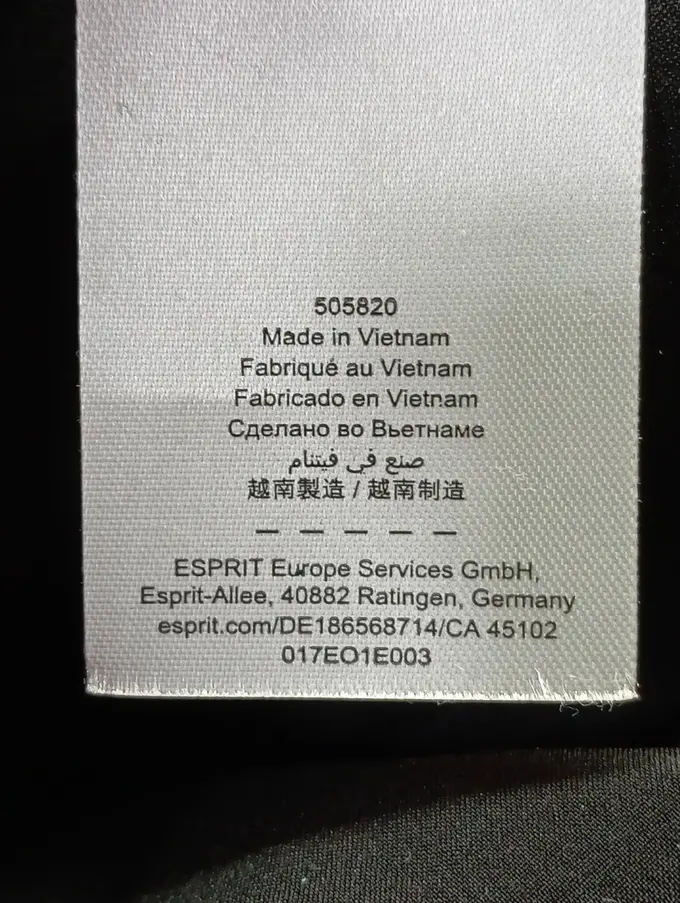 505820
Made in Vietnam
Fabriqué au Vietnam
Fabricado en Vietnam
Сделано во Вьетнаме
صنع في فيتنام
越南製造 / 越南制造
— — — — —
ESPRIT Europe Services GmbH,
Esprit-Allee, 40882 Ratingen, Germany
esprit.com/DE186568714/CA 45102
017EO1E003